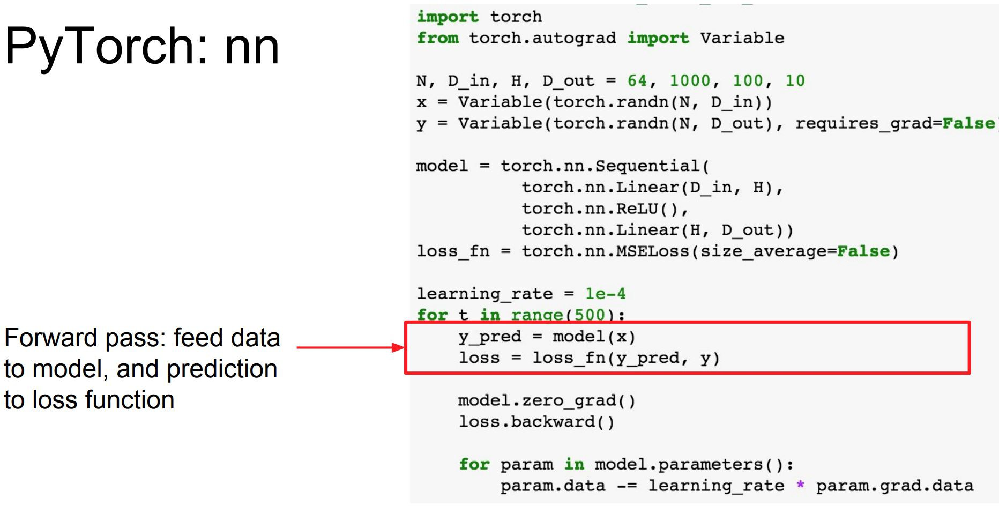 PyTorch: nn
import torch
from torch.autograd import Variable
N, D_in, H, D_out = 64, 1000, 100, 10
x = Variable(torch.randn(N, D_in))
y = Variable(torch.randn(N, D_out), requires_grad=False)
model = torch.nn.Sequential(
          torch.nn.Linear(D_in, H),
          torch.nn.ReLU(),
          torch.nn.Linear(H, D_out))
loss_fn = torch.nn.MSELoss(size_average=False)
learning_rate = 1e-4
for t in range(500):
    y_pred = model(x)
    loss = loss_fn(y_pred, y)
    model.zero_grad()
    loss.backward()
    for param in model.parameters():
        param.data -= learning_rate * param.grad.data
Forward pass: feed data
to model, and prediction
to loss function